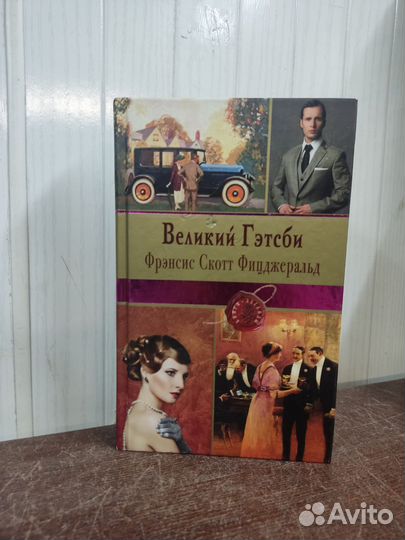 Великий Гэтсби
Фрэнсис Скотт Фицджеральд
Avito